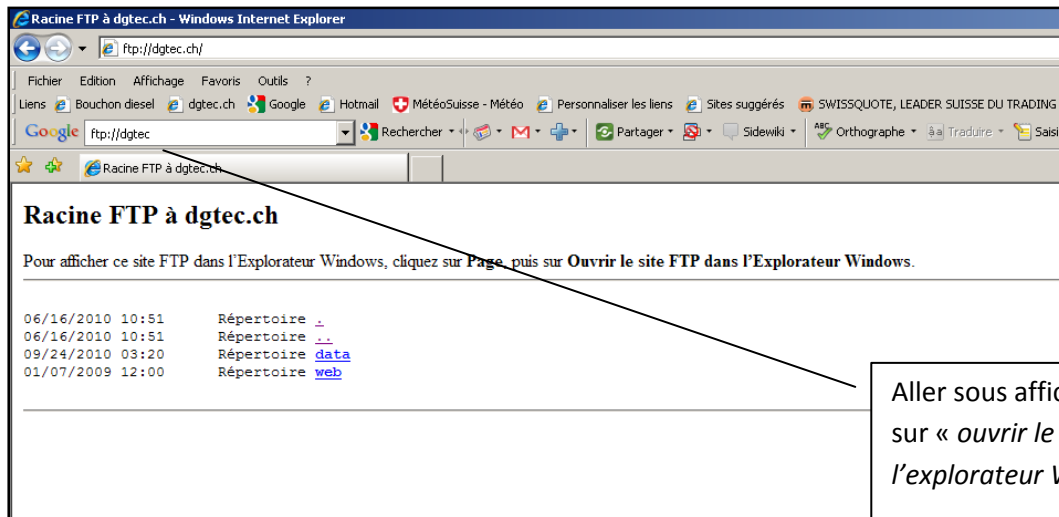 Racine FTP à dgtec.ch - Windows Internet Explorer
ftp://dgtec.ch/
Fichier Edition Affichage Favoris Outils ?
Liens Bouchon diesel dgtec.ch Google Hotmail MétéoSuisse - Météo Personnaliser les liens Sites suggérés SWISSQUOTE, LEADER SUISSE DU TRADING
Google ftp://dgtec Rechercher Partager Sidewiki Orthographe Traduire Saisi
Racine FTP à dgtec.ch
Racine FTP à dgtec.ch
Pour afficher ce site FTP dans l'Explorateur Windows, cliquez sur Page, puis sur Ouvrir le site FTP dans l'Explorateur Windows.
06/16/2010 10:51 Répertoire .
06/16/2010 10:51 Répertoire ..
09/24/2010 03:20 Répertoire data
01/07/2009 12:00 Répertoire web
Aller sous affi
sur « ouvrir le
l'explorateur